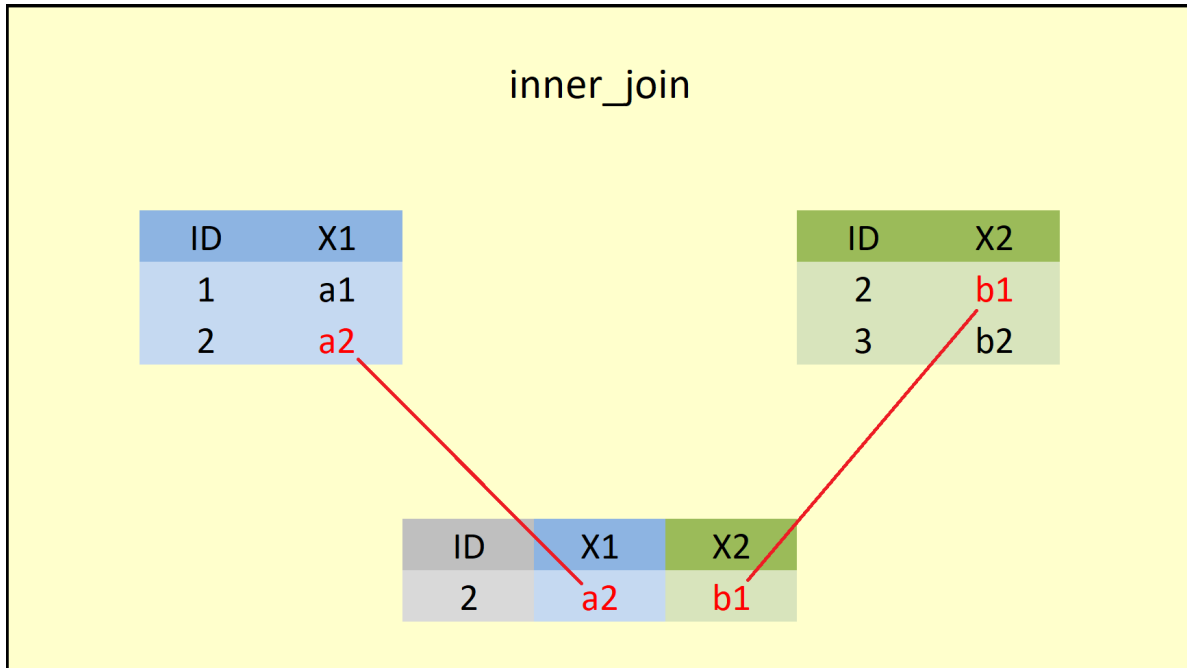 inner_join
ID X1
1 a1
2 a2
ID X2
2 b1
3 b2
ID X1 X2
2 a2 b1